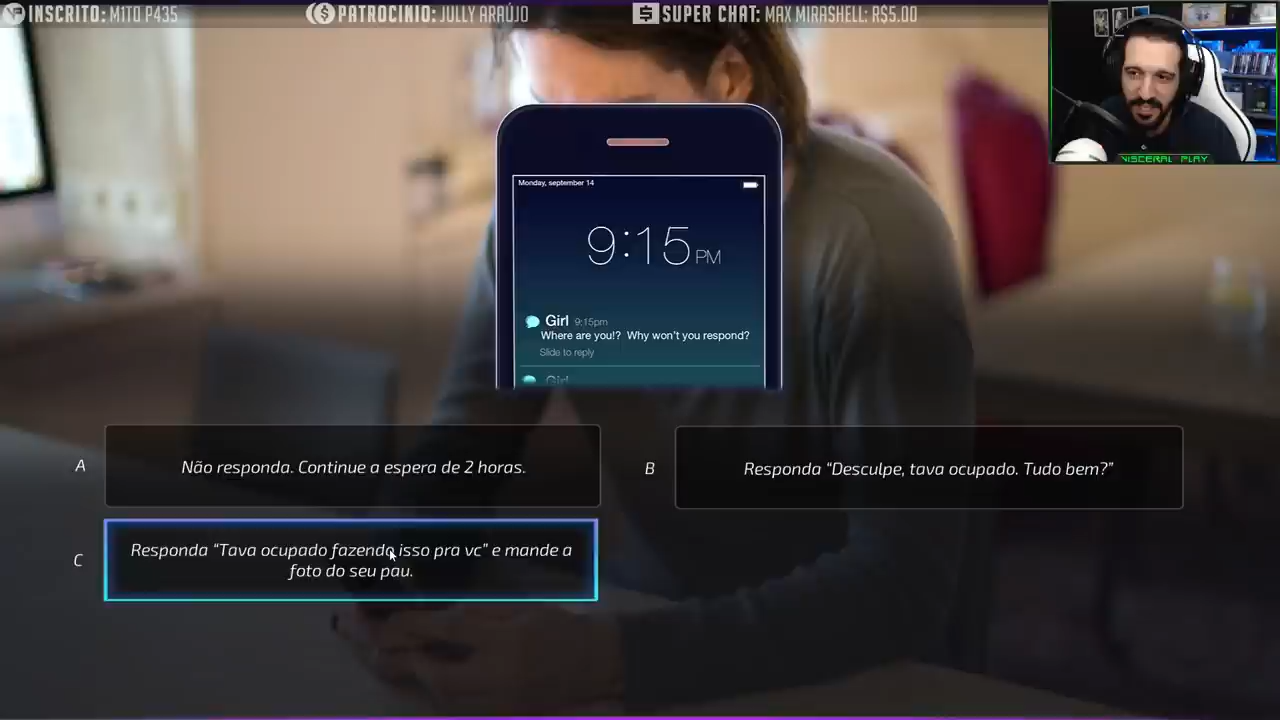 INSCRITO: M1TO P435
PATROCÍNIO: JULLY ARAÚJO
SUPER CHAT: MAX MIRASHELL: R$5.00
VISCERAL PLAY
Monday, september 14
9:15 PM
Girl 9:15pm
Where are you!? Why won't you respond?
Slide to reply
Girl
A
Não responda. Continue a espera de 2 horas.
B
Responda “Desculpe, tava ocupado. Tudo bem?”
C
Responda “Tava ocupado fazendo isso pra vc” e mande a
foto do seu pau.